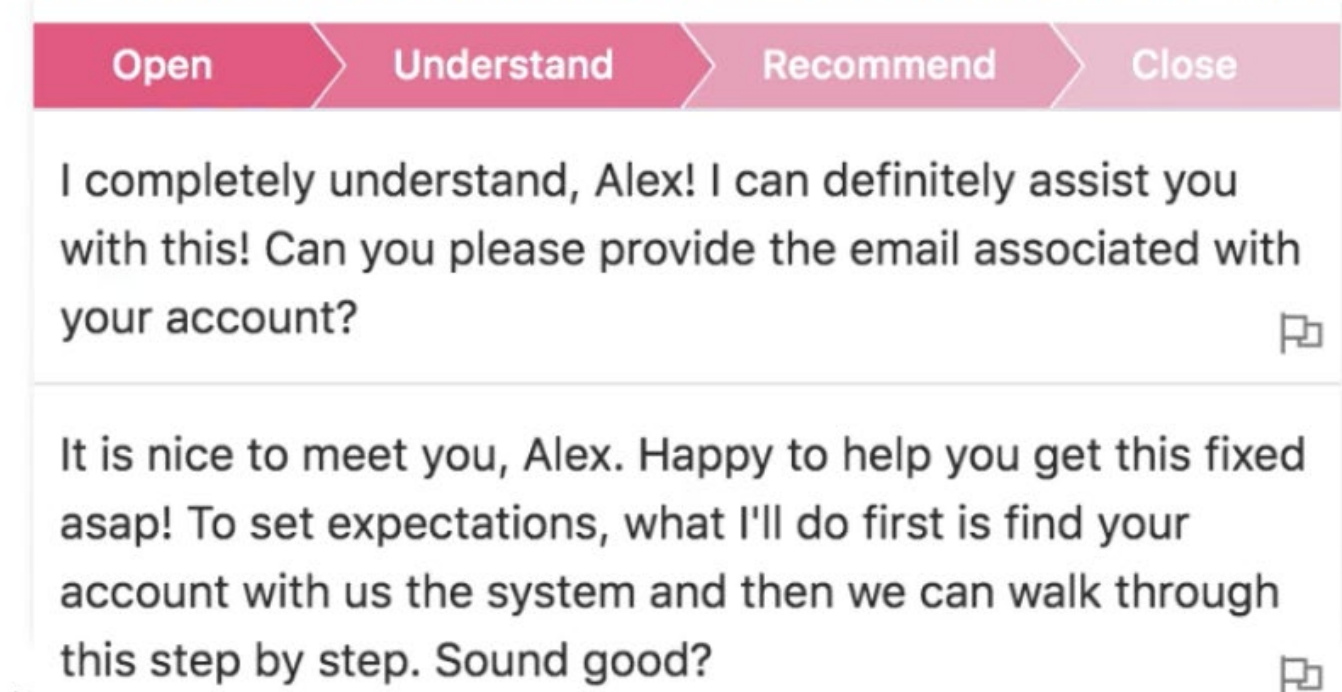 Open Understand Recommend Close
I completely understand, Alex! I can definitely assist you
with this! Can you please provide the email associated with
your account?
It is nice to meet you, Alex. Happy to help you get this fixed
asap! To set expectations, what I'll do first is find your
account with us the system and then we can walk through
this step by step. Sound good?